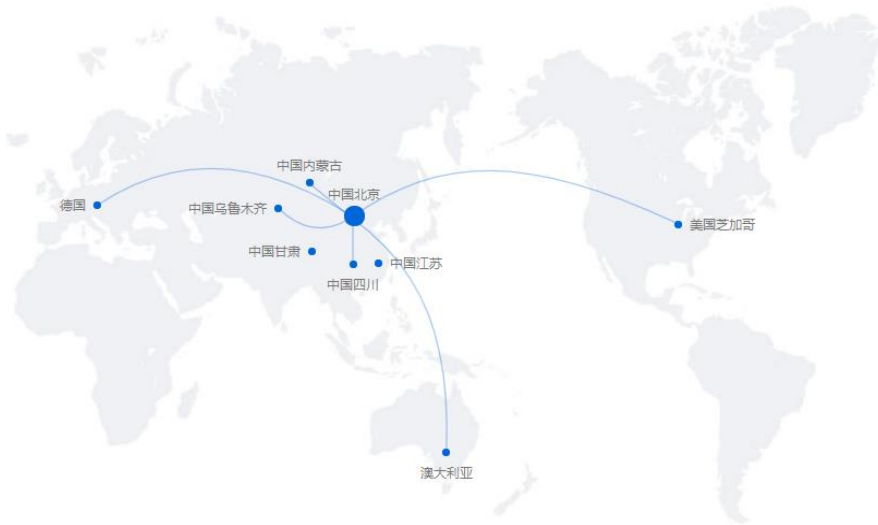 中国内蒙古
中国北京
德国
中国乌鲁木齐
美国芝加哥
中国甘肃
中国江苏
中国四川
澳大利亚